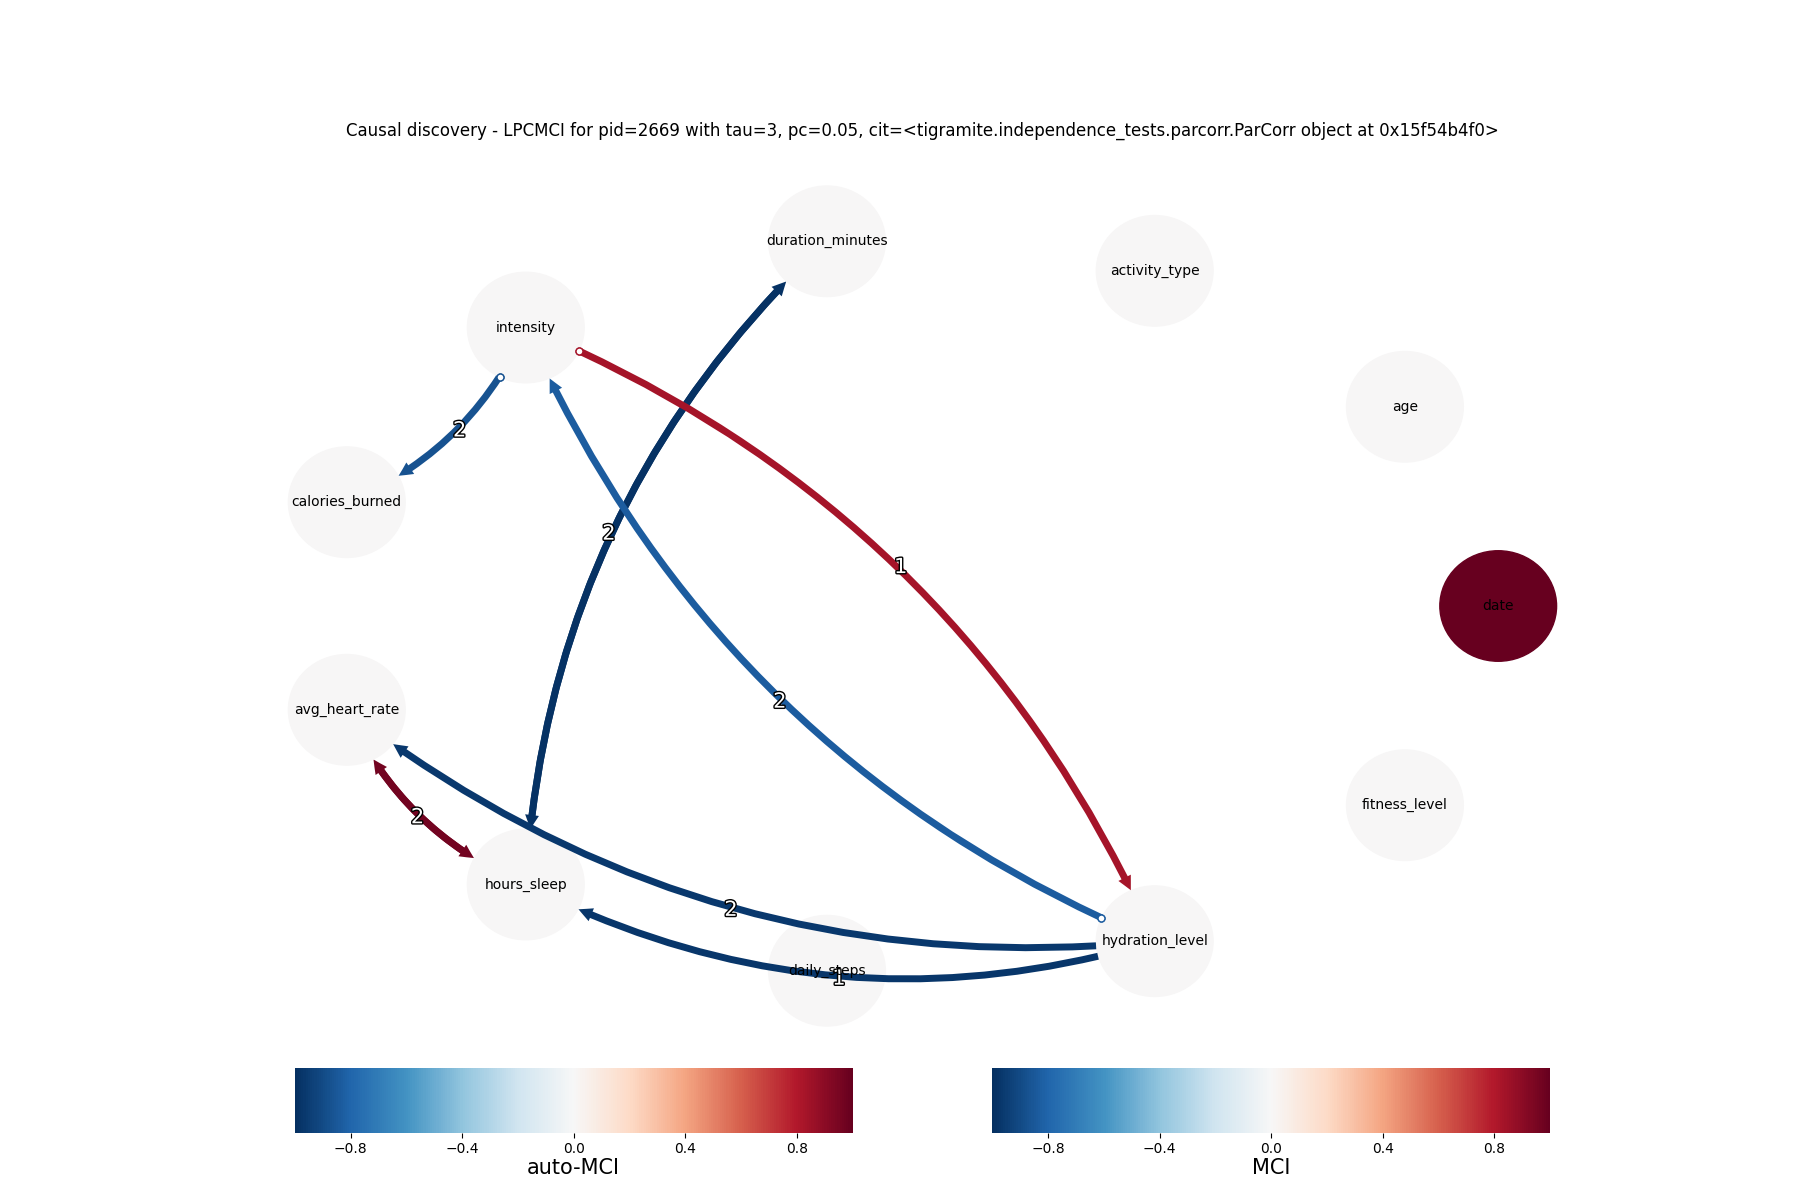 Causal discovery - LPCMCI for pid=2669 with tau=3, pc=0.05, cit=<tigramite.independence_tests.parcorr.ParCorr object at 0x15f54b4f0>
duration_minutes
activity_type
intensity
age
2
calories_burned
2
1
date
2
avg_heart_rate
fitness_level
2
hours_sleep
2
hydration_level
daily_steps
1
−0.8 −0.4 0.0 0.4 0.8
auto-MCI
−0.8 −0.4 0.0 0.4 0.8
MCI